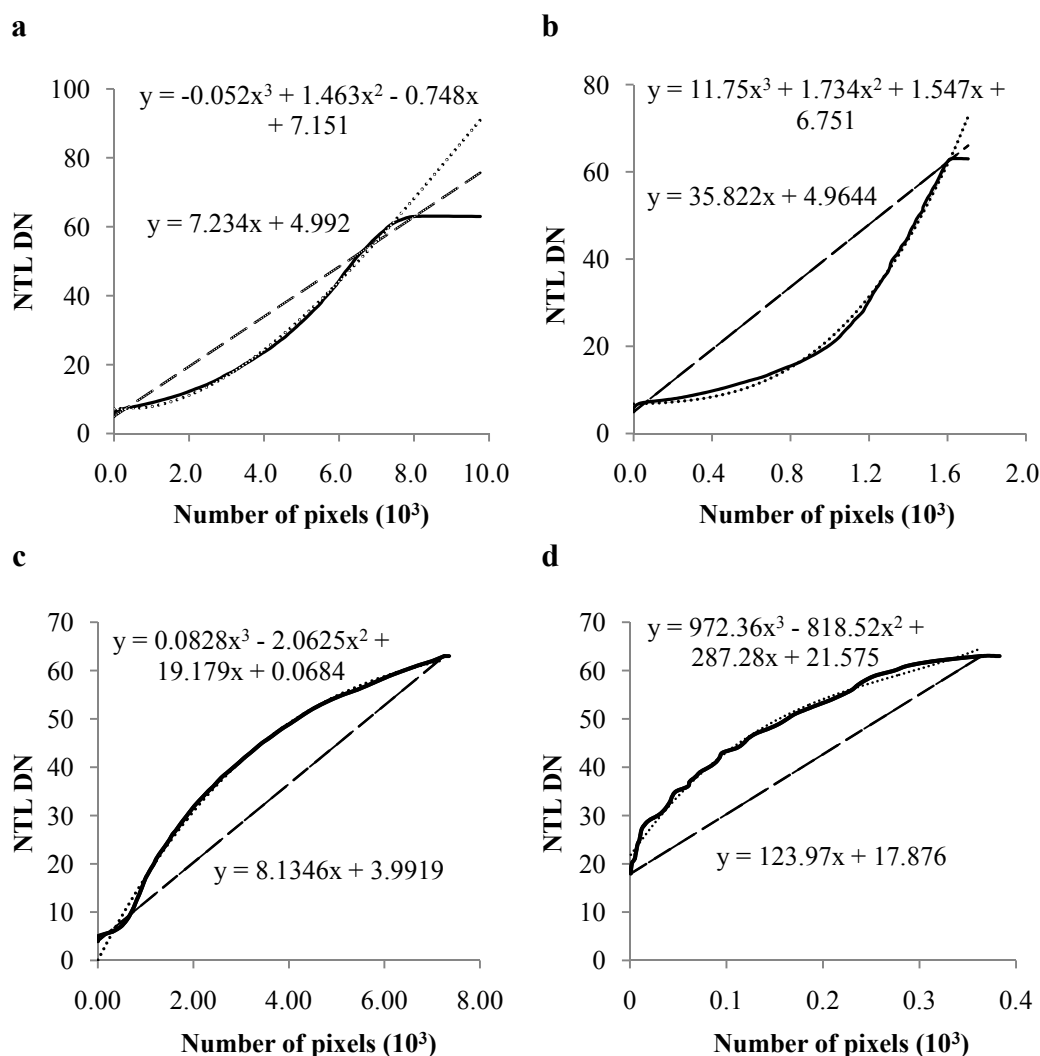 a
100
80
60
40
20
0
NTL DN
y = -0.052x³ + 1.463x² - 0.748x
+ 7.151
y = 7.234x + 4.992
0.0 2.0 4.0 6.0 8.0 10.0
Number of pixels (10³)
b
80
60
40
20
0
NTL DN
y = 11.75x³ + 1.734x² + 1.547x +
6.751
y = 35.822x + 4.9644
0.0 0.4 0.8 1.2 1.6 2.0
Number of pixels (10³)
c
70
60
50
40
30
20
10
0
NTL DN
y = 0.0828x³ - 2.0625x² +
19.179x + 0.0684
y = 8.1346x + 3.9919
0.00 2.00 4.00 6.00 8.00
Number of pixels (10³)
d
70
60
50
40
30
20
10
0
NTL DN
y = 972.36x³ - 818.52x² +
287.28x + 21.575
y = 123.97x + 17.876
0 0.1 0.2 0.3 0.4
Number of pixels (10³)